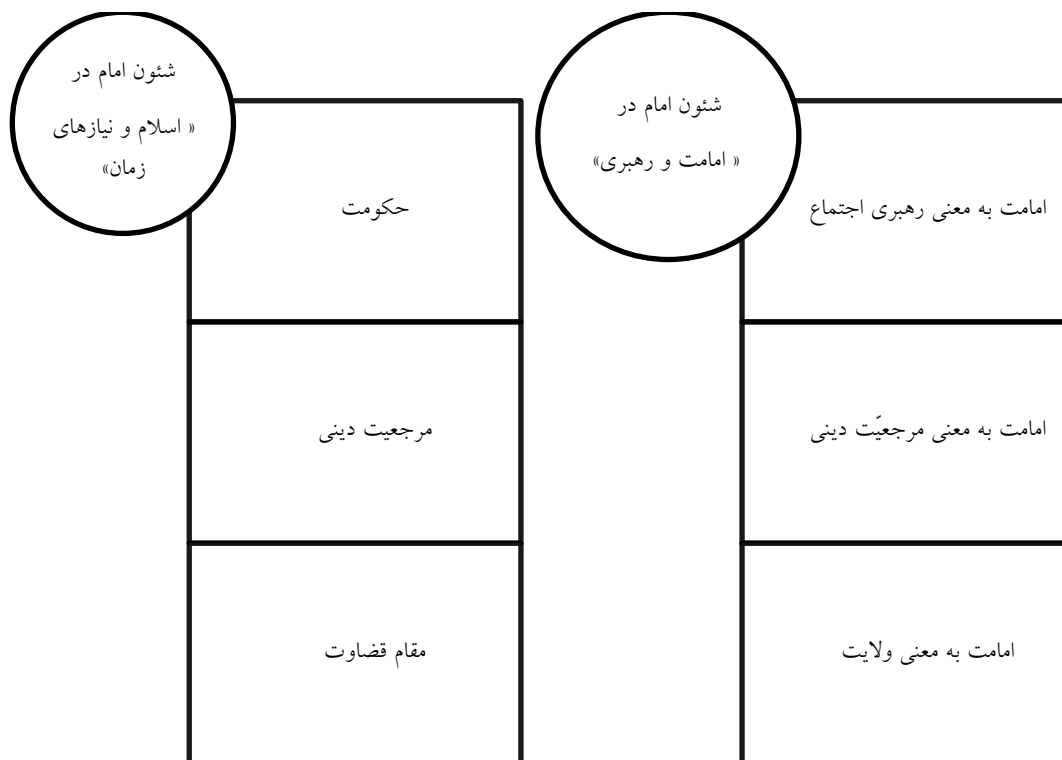 شئون امام در
« امامت و رهبری»
امامت به معنی رهبری اجتماع
امامت به معنی مرجعیّت دینی
امامت به معنی ولایت
شئون امام در
« اسلام و نیازهای
زمان»
حکومت
مرجعیت دینی
مقام قضاوت